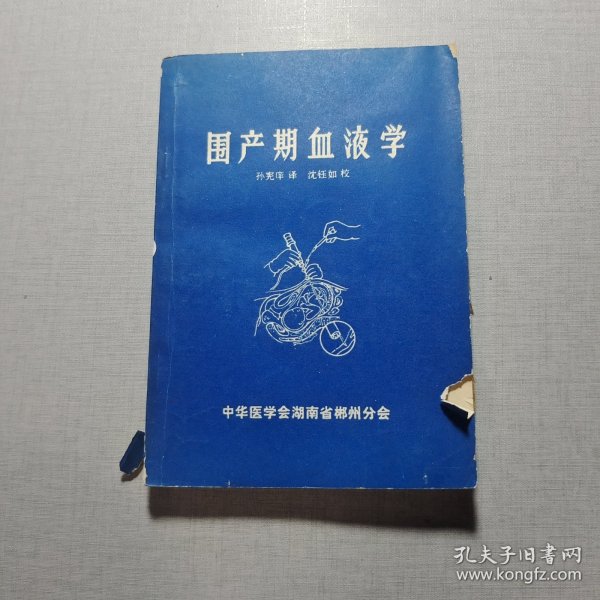 围产期血液学
孙宪庠 译 沈钰如 校
中华医学会湖南省郴州分会
孔夫子旧书网
www.kongfz.com